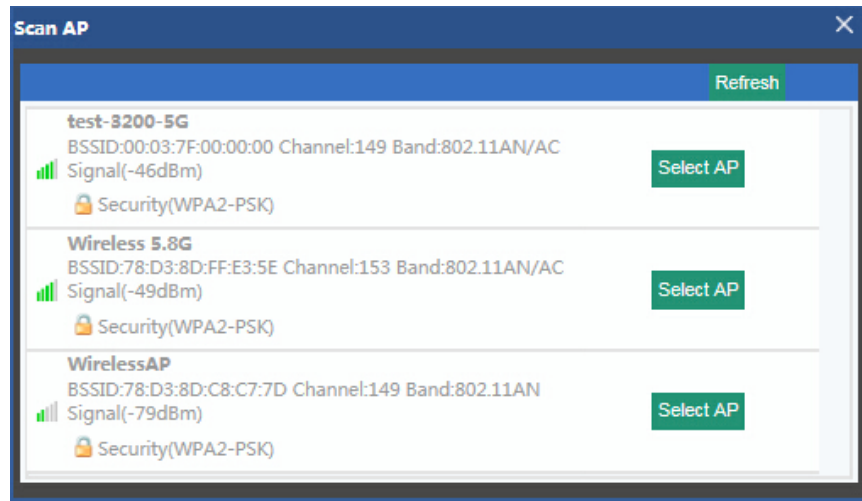 Scan AP
Refresh
test-3200-5G
BSSID:00:03:7F:00:00:00 Channel:149 Band:802.11AN/AC
Signal(-46dBm)
Select AP
Security(WPA2-PSK)
Wireless 5.8G
BSSID:78:D3:8D:FF:E3:5E Channel:153 Band:802.11AN/AC
Signal(-49dBm)
Select AP
Security(WPA2-PSK)
WirelessAP
BSSID:78:D3:8D:C8:C7:7D Channel:149 Band:802.11AN
Signal(-79dBm)
Select AP
Security(WPA2-PSK)